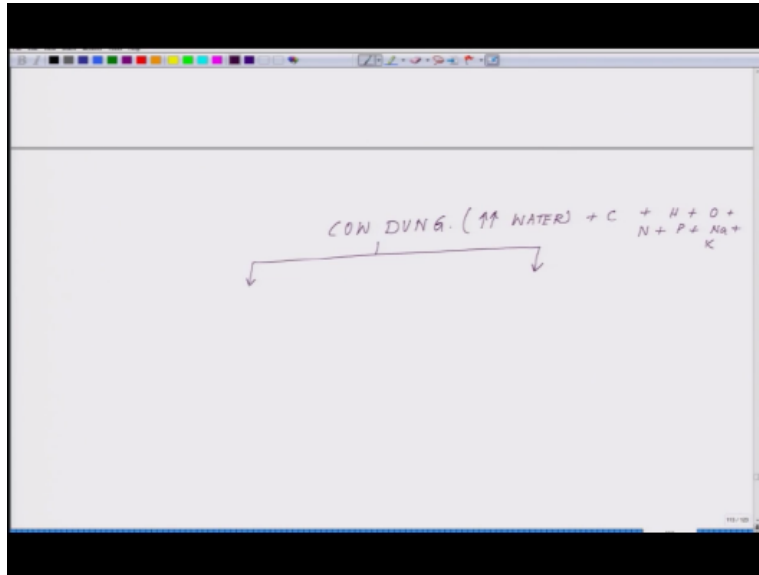 COW DUNG. (↑↑ WATER) + C + H + O +
N + P + Na +
K